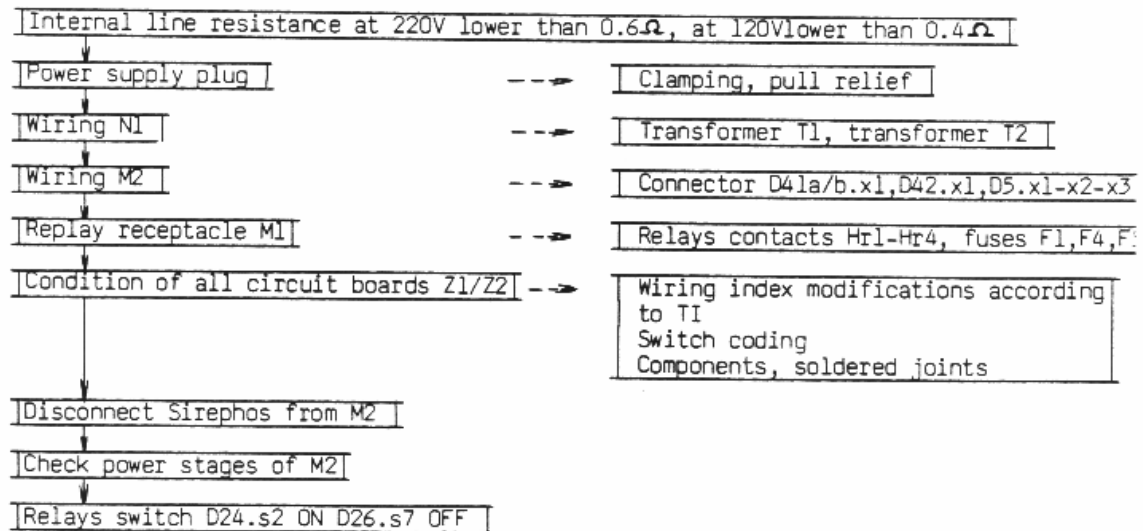 Internal line resistance at 220V lower than 0.6Ω, at 120Vlower than 0.4Ω
Power supply plug
Clamping, pull relief
Wiring N1
Transformer T1, transformer T2
Wiring M2
Connector D41a/b.x1,D42.x1,D5.x1-x2-x3
Replay receptacle M1
Relays contacts Hr1-Hr4, fuses F1,F4,
Condition of all circuit boards Z1/Z2
Wiring index modifications according
to TI
Switch coding
Components, soldered joints
Disconnect Sirephos from M2
Check power stages of M2
Relays switch D24.s2 ON D26.s7 OFF